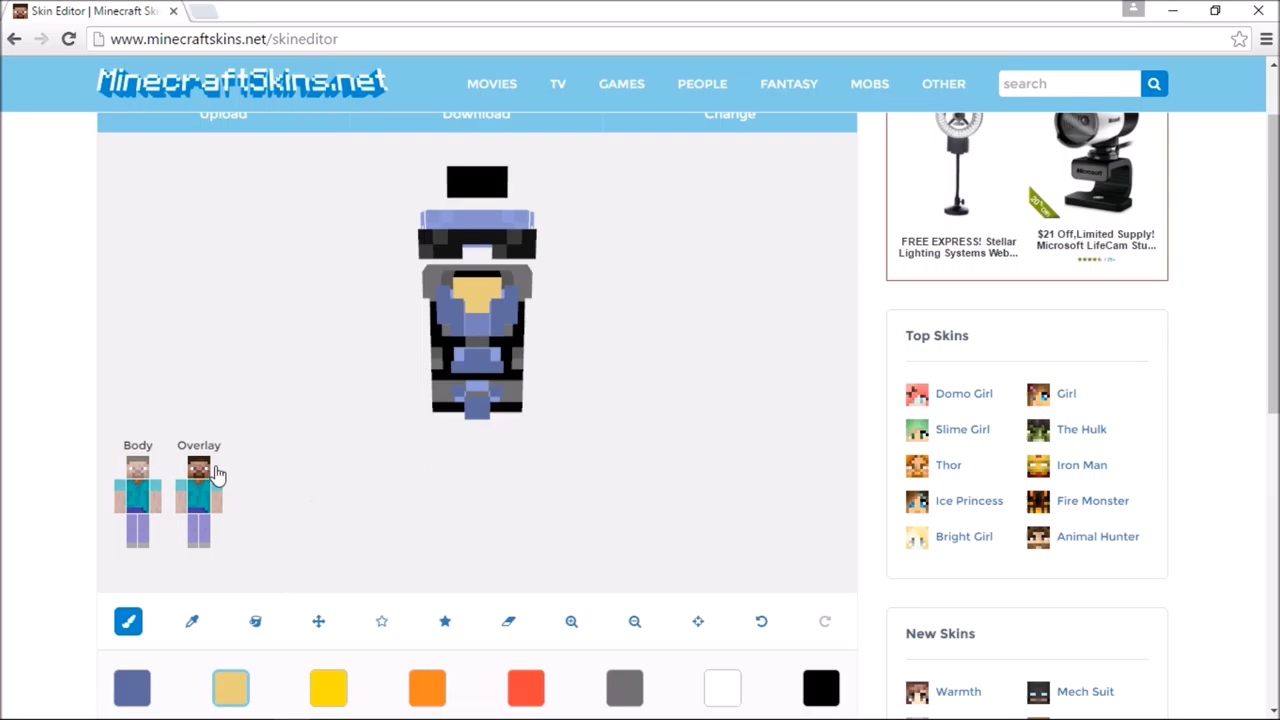 Skin Editor | Minecraft Ski
www.minecraftskins.net/skineditor
MinecraftSkins.net
MOVIES TV GAMES PEOPLE FANTASY MOBS OTHER search
Upload Download Change
20% Off
FREE EXPRESS! Stellar
Lighting Systems Web...
$21 Off,Limited Supply!
Microsoft LifeCam Stu...
Body Overlay
Top Skins
Domo Girl Girl
Slime Girl The Hulk
Thor Iron Man
Ice Princess Fire Monster
Bright Girl Animal Hunter
New Skins
Warmth Mech Suit